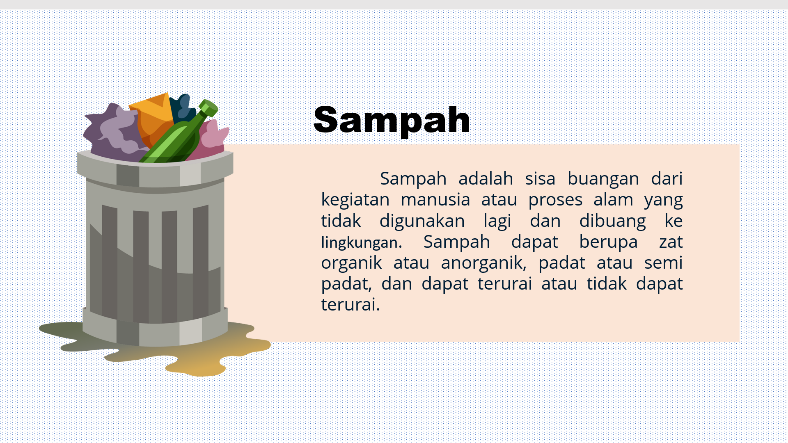 Sampah
Sampah adalah sisa buangan dari
kegiatan manusia atau proses alam yang
tidak digunakan lagi dan dibuang ke
lingkungan. Sampah dapat berupa zat
organik atau anorganik, padat atau semi
padat, dan dapat terurai atau tidak dapat
terurai.